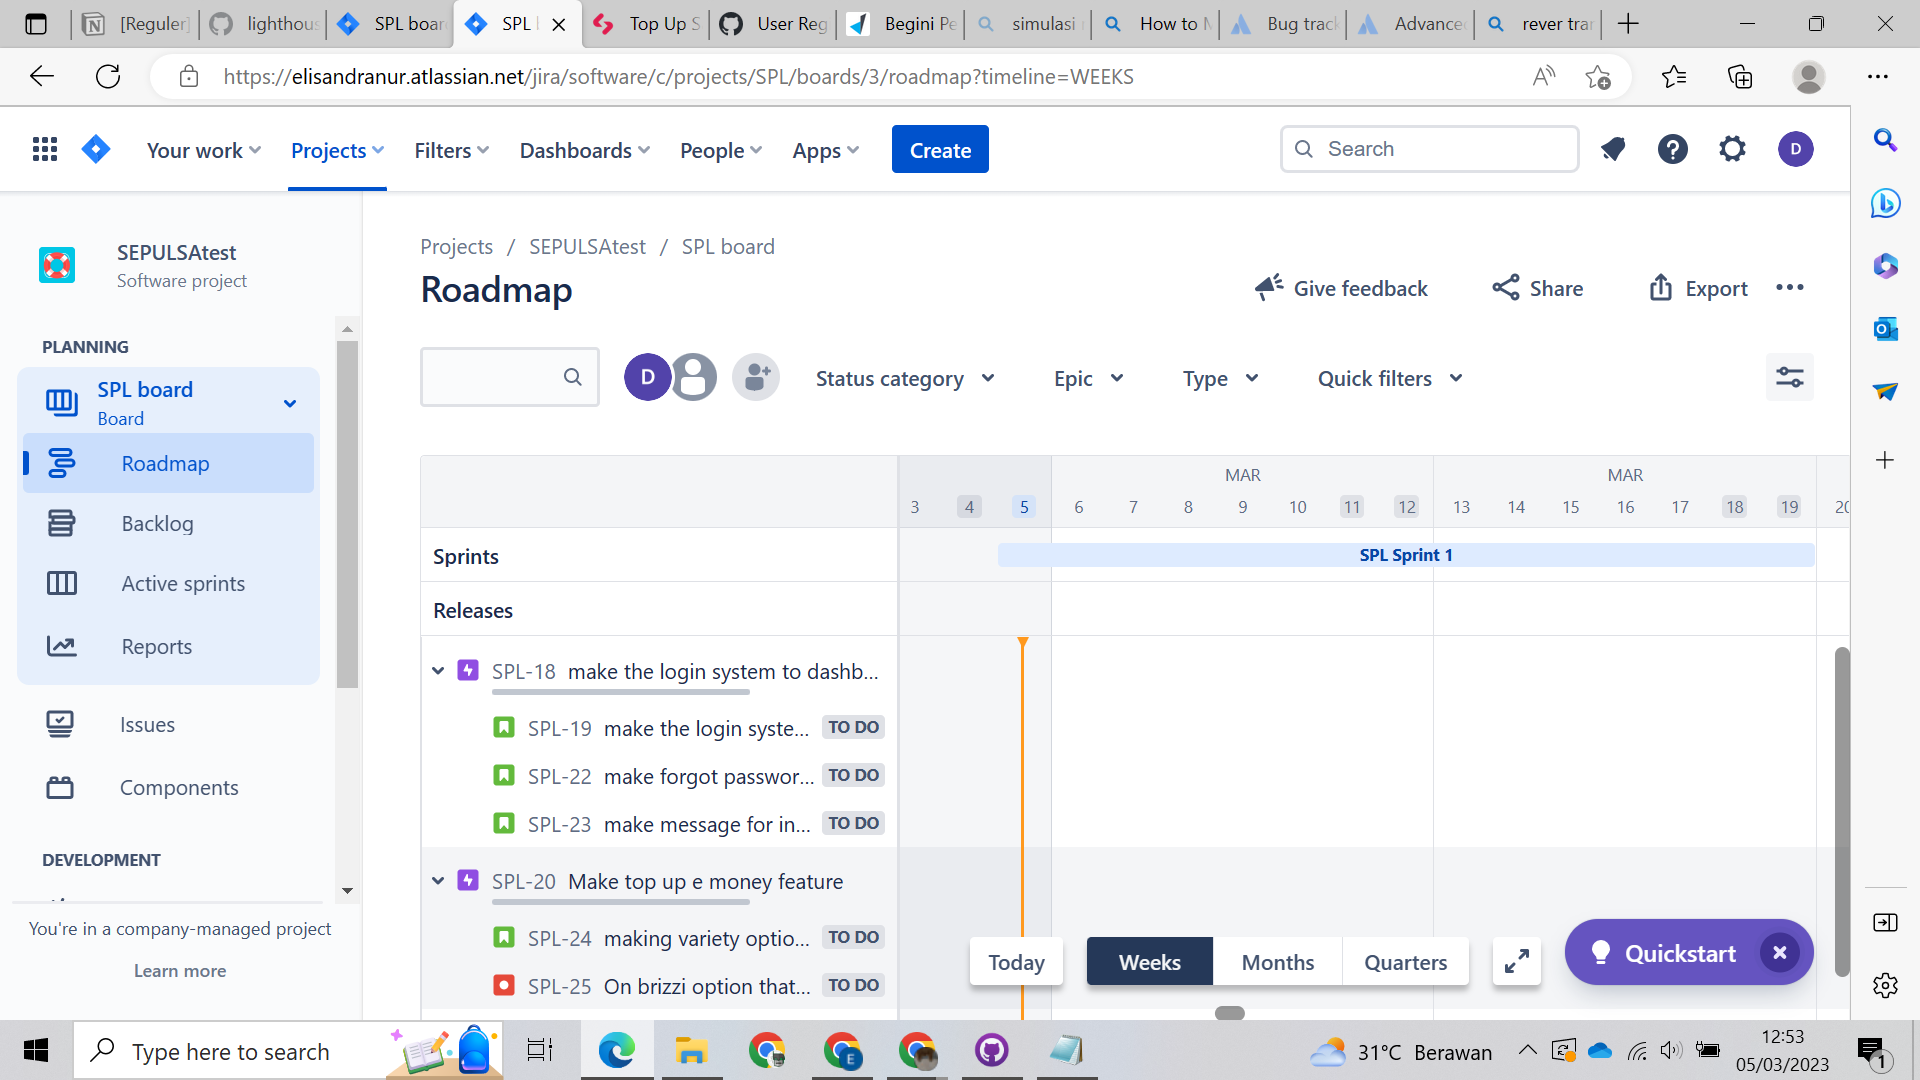 [Reguler]
lighthous
SPL boar
SPL
Top Up S
User Reg
Begini Pe
simulasi
How to M
Bug track
Advanced
rever tran
https://elisandranur.atlassian.net/jira/software/c/projects/SPL/boards/3/roadmap?timeline=WEEKS
Your work
Projects
Filters
Dashboards
People
Apps
Create
Search
D
SEPULSAtest
Software project
Projects / SEPULSAtest / SPL board
Roadmap
Give feedback
Share
Export
PLANNING
SPL board
Board
Roadmap
Backlog
Active sprints
Reports
Issues
Components
DEVELOPMENT
You're in a company-managed project
Learn more
D
Status category
Epic
Type
Quick filters
MAR
MAR
3 4 5 6 7 8 9 10 11 12 13 14 15 16 17 18 19 20
Sprints
SPL Sprint 1
Releases
SPL-18 make the login system to dashb...
SPL-19 make the login syste... TO DO
SPL-22 make forgot passwor... TO DO
SPL-23 make message for in... TO DO
SPL-20 Make top up e money feature
SPL-24 making variety optio... TO DO
SPL-25 On brizzi option that... TO DO
Today
Weeks
Months
Quarters
Quickstart
Type here to search
E
31°C Berawan
12:53
05/03/2023
1